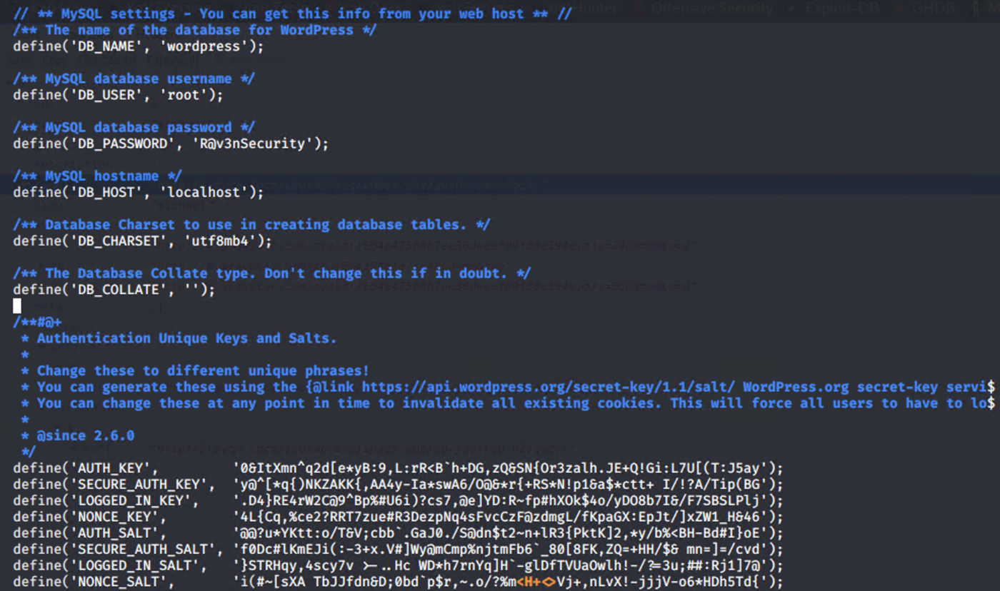 // ** MySQL settings - You can get this info from your web host ** //
/** The name of the database for WordPress */
define('DB_NAME', 'wordpress');
/** MySQL database username */
define('DB_USER', 'root');
/** MySQL database password */
define('DB_PASSWORD', 'R@v3nSecurity');
/** MySQL hostname */
define('DB_HOST', 'localhost');
/** Database Charset to use in creating database tables. */
define('DB_CHARSET', 'utf8mb4');
/** The Database Collate type. Don't change this if in doubt. */
define('DB_COLLATE', '');
/**#@+
* Authentication Unique Keys and Salts.
*
* Change these to different unique phrases!
* You can generate these using the {@link https://api.wordpress.org/secret-key/1.1/salt/ WordPress.org secret-key servi$
* You can change these at any point in time to invalidate all existing cookies. This will force all users to have to lo$
*
* @since 2.6.0
*/
define('AUTH_KEY', '0&ItXmn^q2d[e*yB:9,L:rR<B`h+DG,zQ&SN{Or3zalh.JE+Q!Gi:L7U[(T:J5ay');
define('SECURE_AUTH_KEY', 'y@^[*q{)NKZAKK{,AA4y-Ia*swA6/O@&*r{+RS*N!p1&a$*ctt+ I/!?A/Tip(BG');
define('LOGGED_IN_KEY', '.D4}RE4rW2C@9^Bp%#U6i)?cs7,@e]YD:R~fp#hXOk$4o/yDO8b7I&/F7SBSLPlj');
define('NONCE_KEY', '4L{Cq,%ce2?RRT7zue#R3DezpNq4sFvcCzF@zdmgL/fKpaGX:EpJt/]xZW1_H&46');
define('AUTH_SALT', '@@?u*YKtt:o/T&V;cbb`.GaJ0./S@dn$t2~n+lR3{PktK]2,*y/b%<BH-Bd#I}oE');
define('SECURE_AUTH_SALT', 'f0Dc#lKmEJi(:-3+x.V#]Wy@mCmp%njtmFb6`_80[8FK,ZQ=+HH/$& mn=]=/cvd');
define('LOGGED_IN_SALT', '}STRHqy,4scy7v >-..Hc WD*h7rnYq]H`-glDfTVUaOwlh!-/?=3u;##:Rj1]7@');
define('NONCE_SALT', 'i(#~[sXA TbJJfdn&D;0bd`p$r,~.o/?%m<H+<>Vj+,nLvX!-jjjV-o6*HDh5Td{');